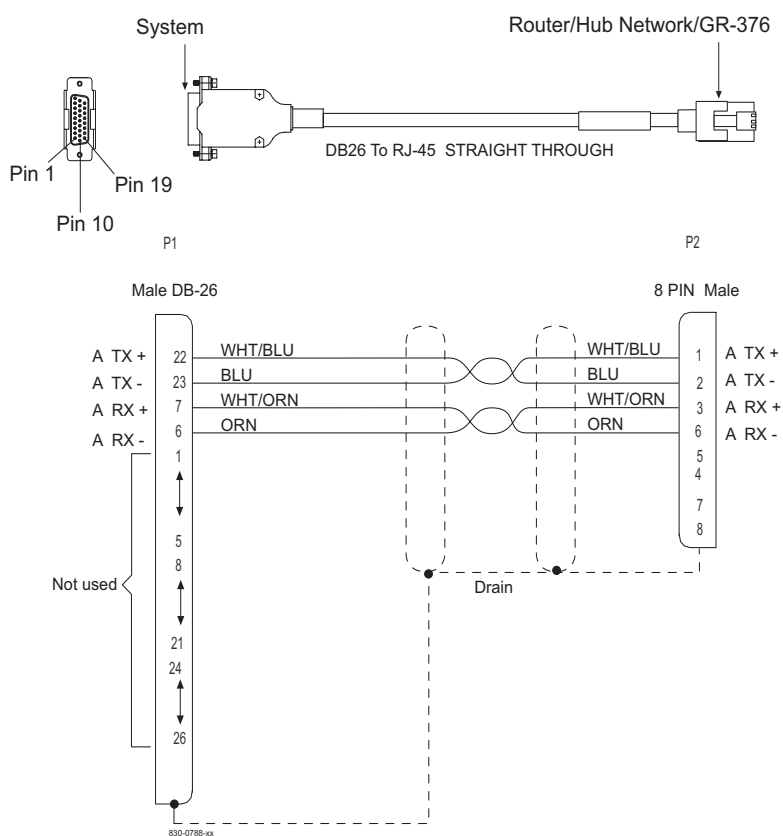 System
Router/Hub Network/GR-376
DB26 To RJ-45 STRAIGHT THROUGH
Pin 1
Pin 19
Pin 10
P1
P2
Male DB-26
8 PIN Male
A TX + 22 WHT/BLU WHT/BLU 1 A TX +
A TX - 23 BLU BLU 2 A TX -
A RX + 7 WHT/ORN WHT/ORN 3 A RX +
A RX - 6 ORN ORN 6 A RX -
1
5
4
7
8
5
8
Not used
Drain
21
24
26
830-0788-xx